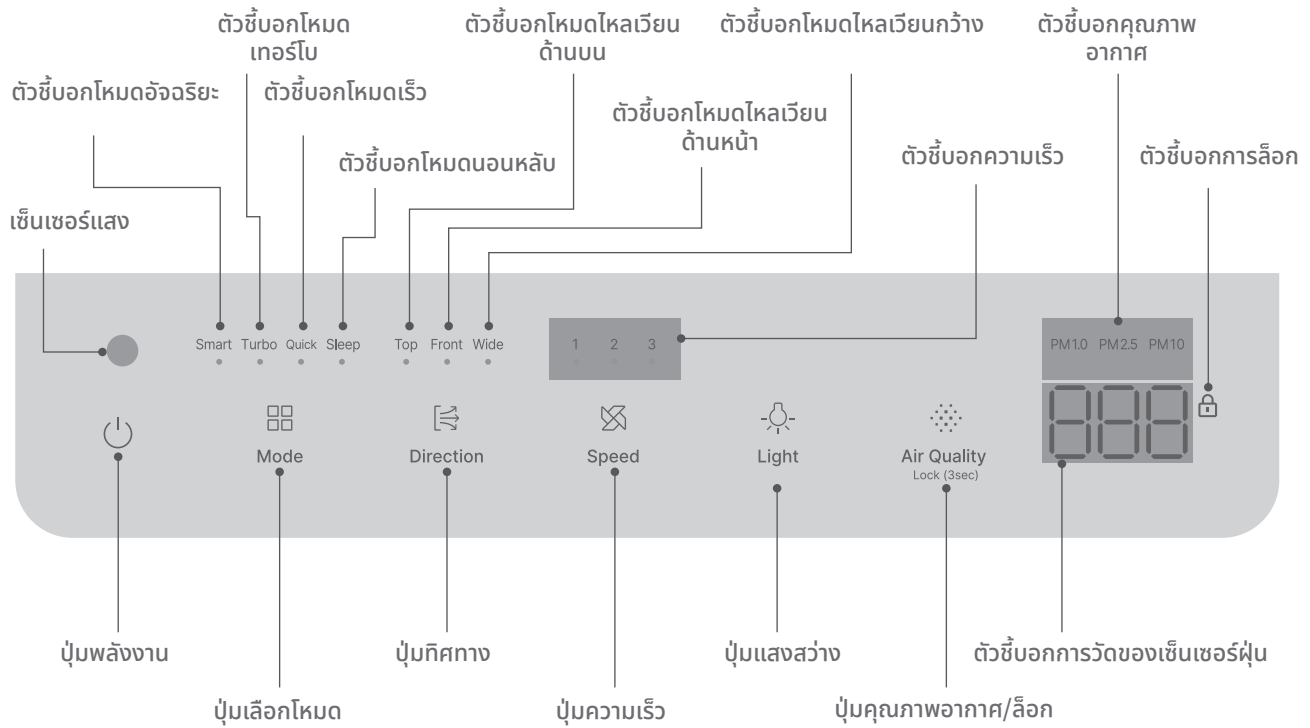 ตัวชี้บอกโหมด
เทอร์โบ
ตัวชี้บอกโหมดไหลเวียน
ด้านบน
ตัวชี้บอกโหมดไหลเวียนกว้าง
ตัวชี้บอกคุณภาพ
อากาศ
ตัวชี้บอกโหมดอัจฉริยะ
ตัวชี้บอกโหมดเร็ว
ตัวชี้บอกโหมดไหลเวียน
ด้านหน้า
ตัวชี้บอกโหมดนอนหลับ
ตัวชี้บอกความเร็ว
ตัวชี้บอกการล็อก
เซ็นเซอร์แสง
Smart Turbo Quick Sleep Top Front Wide 1 2 3 PM1.0 PM2.5 PM10
888
Mode Direction Speed Light Air Quality
Lock (3sec)
ปุ่มพลังงาน
ปุ่มทิศทาง
ปุ่มแสงสว่าง
ตัวชี้บอกการวัดของเซ็นเซอร์ฝุ่น
ปุ่มเลือกโหมด
ปุ่มความเร็ว
ปุ่มคุณภาพอากาศ/ล็อก